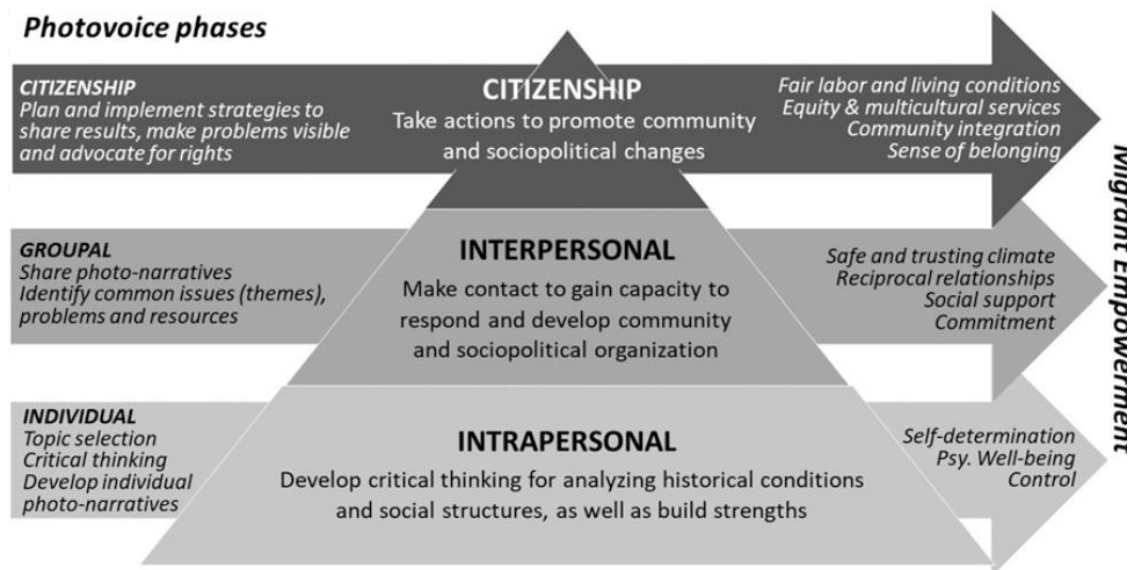 Photovoice phases
CITIZENSHIP
Plan and implement strategies to
share results, make problems visible
and advocate for rights
CITIZENSHIP
Take actions to promote community
and sociopolitical changes
Fair labor and living conditions
Equity & multicultural services
Community integration
Sense of belonging
GROUPAL
Share photo-narratives
Identify common issues (themes),
problems and resources
INTERPERSONAL
Make contact to gain capacity to
respond and develop community
and sociopolitical organization
Safe and trusting climate
Reciprocal relationships
Social support
Commitment
INDIVIDUAL
Topic selection
Critical thinking
Develop individual
photo-narratives
INTRAPERSONAL
Develop critical thinking for analyzing historical conditions
and social structures, as well as build strengths
Self-determination
Psy. Well-being
Control
Migrant Empowerment